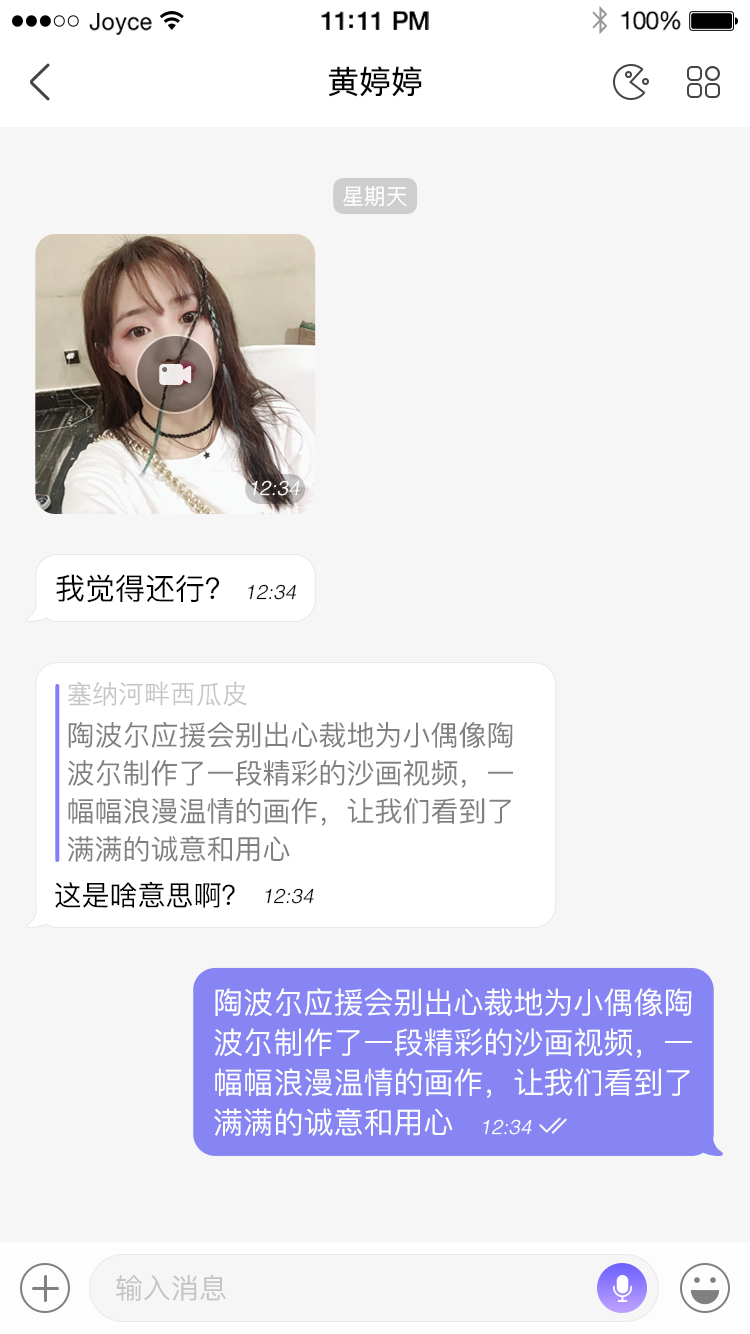 Joyce 11:11 PM 100%
黄婷婷
星期天
12:34
我觉得还行? 12:34
塞纳河畔西瓜皮
陶波尔应援会别出心裁地为小偶像陶
波尔制作了一段精彩的沙画视频，一
幅幅浪漫温情的画作，让我们看到了
满满的诚意和用心
这是啥意思啊? 12:34
陶波尔应援会别出心裁地为小偶像陶
波尔制作了一段精彩的沙画视频，一
幅幅浪漫温情的画作，让我们看到了
满满的诚意和用心 12:34
输入消息